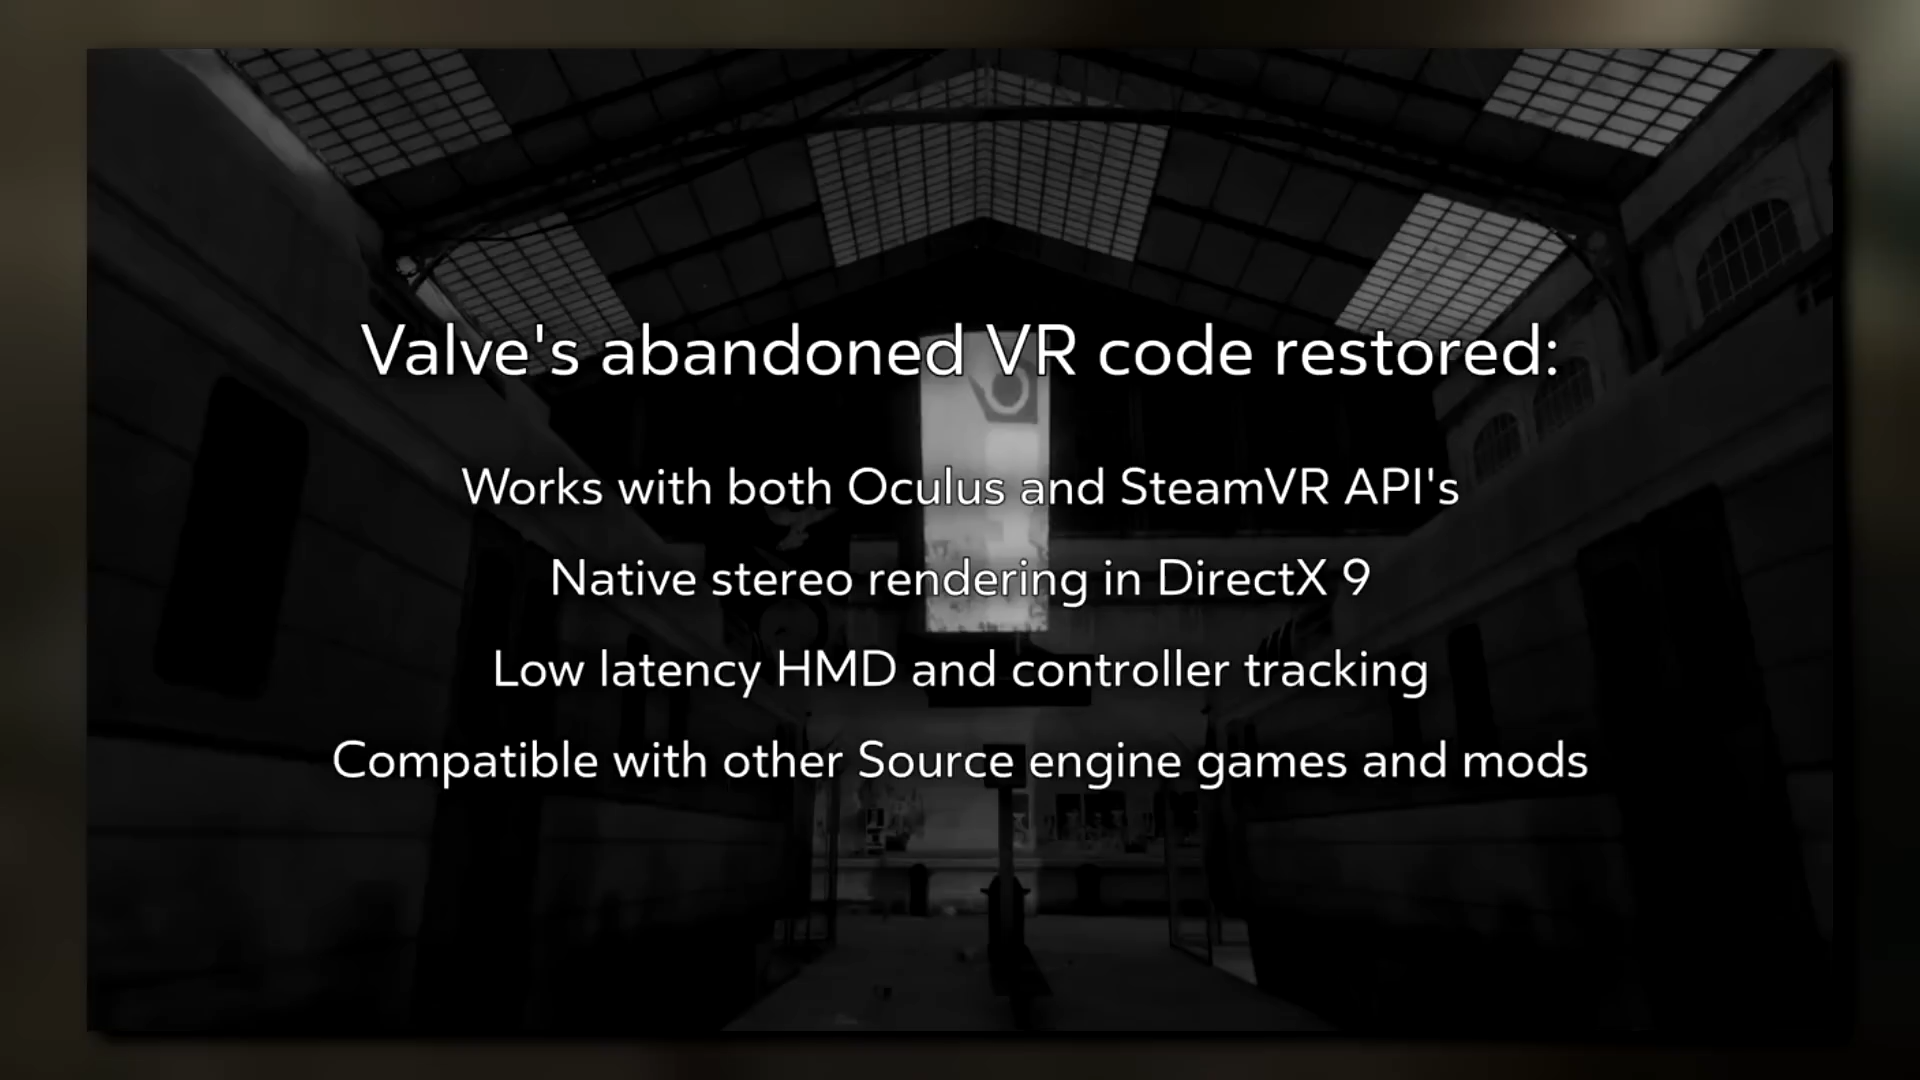 Valve's abandoned VR code restored:
Works with both Oculus and SteamVR API's
Native stereo rendering in DirectX 9
Low latency HMD and controller tracking
Compatible with other Source engine games and mods